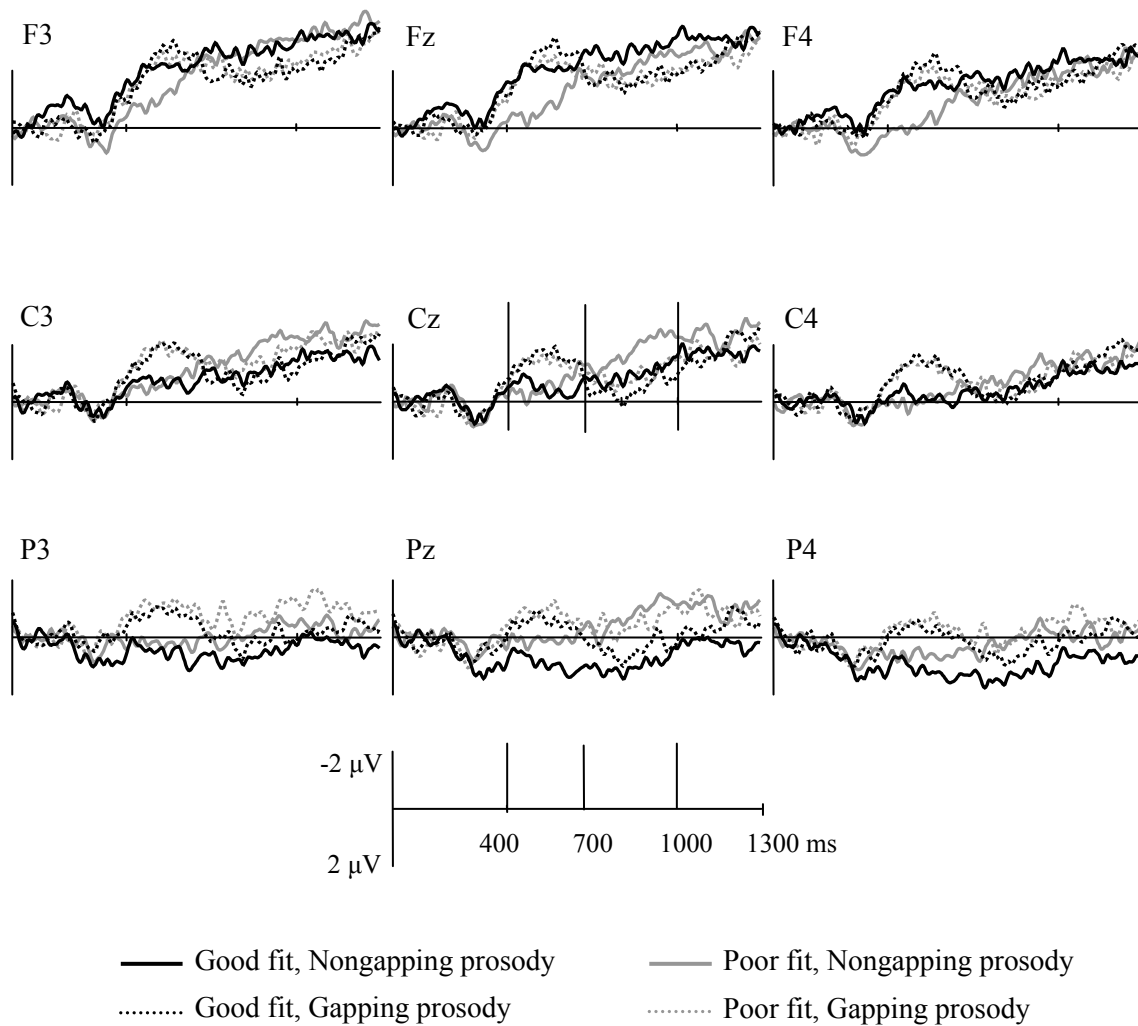 F3 Fz F4
C3 Cz C4
P3 Pz P4
-2 µV
400 700 1000 1300 ms
2 µV
Good fit, Nongapping prosody Poor fit, Nongapping prosody
Good fit, Gapping prosody Poor fit, Gapping prosody